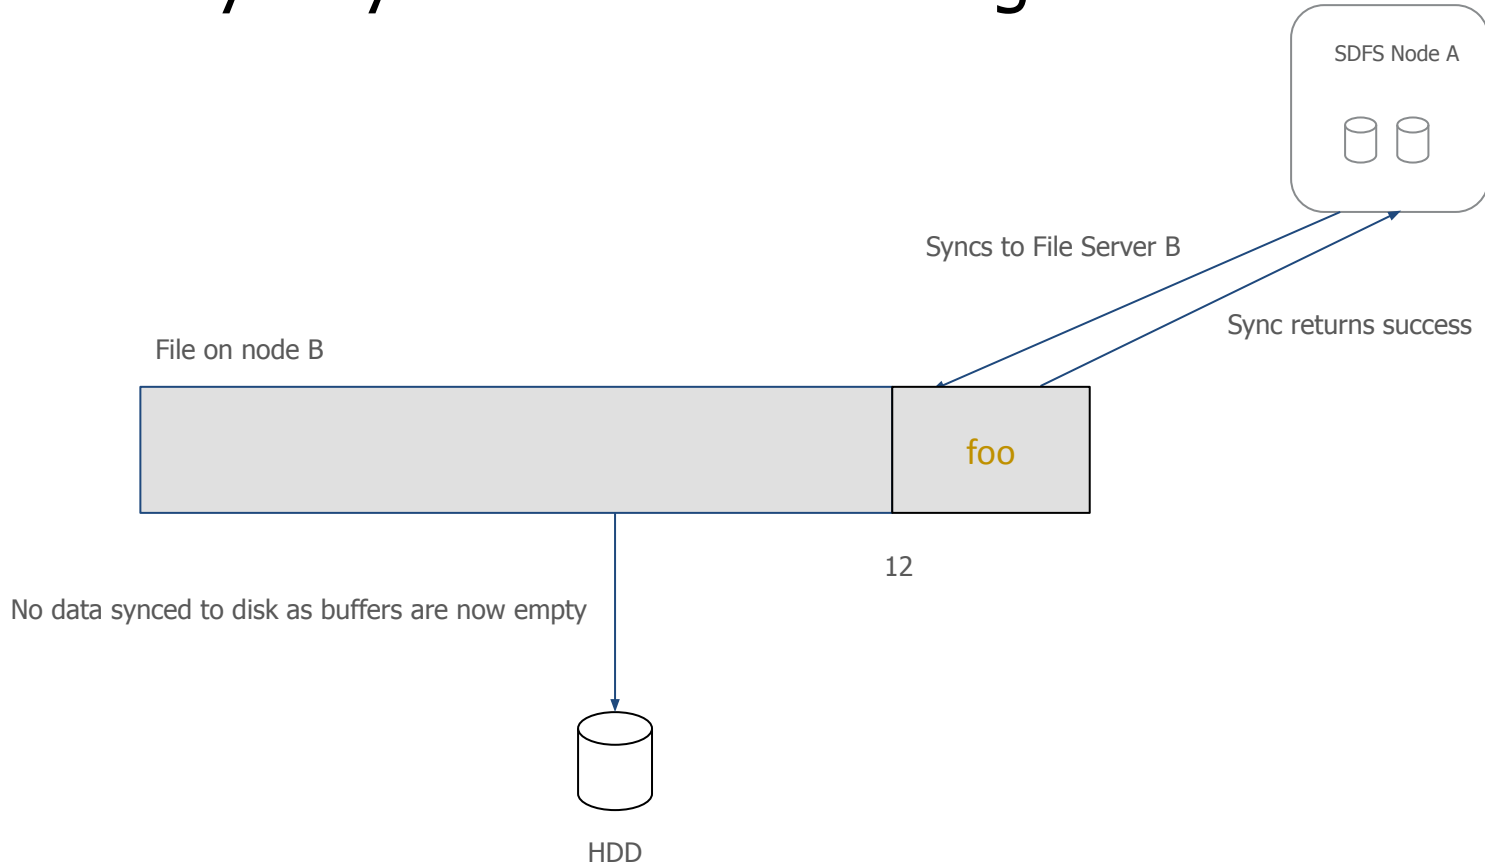 SDFS Node A
Syncs to File Server B
Sync returns success
File on node B
foo
12
No data synced to disk as buffers are now empty
HDD